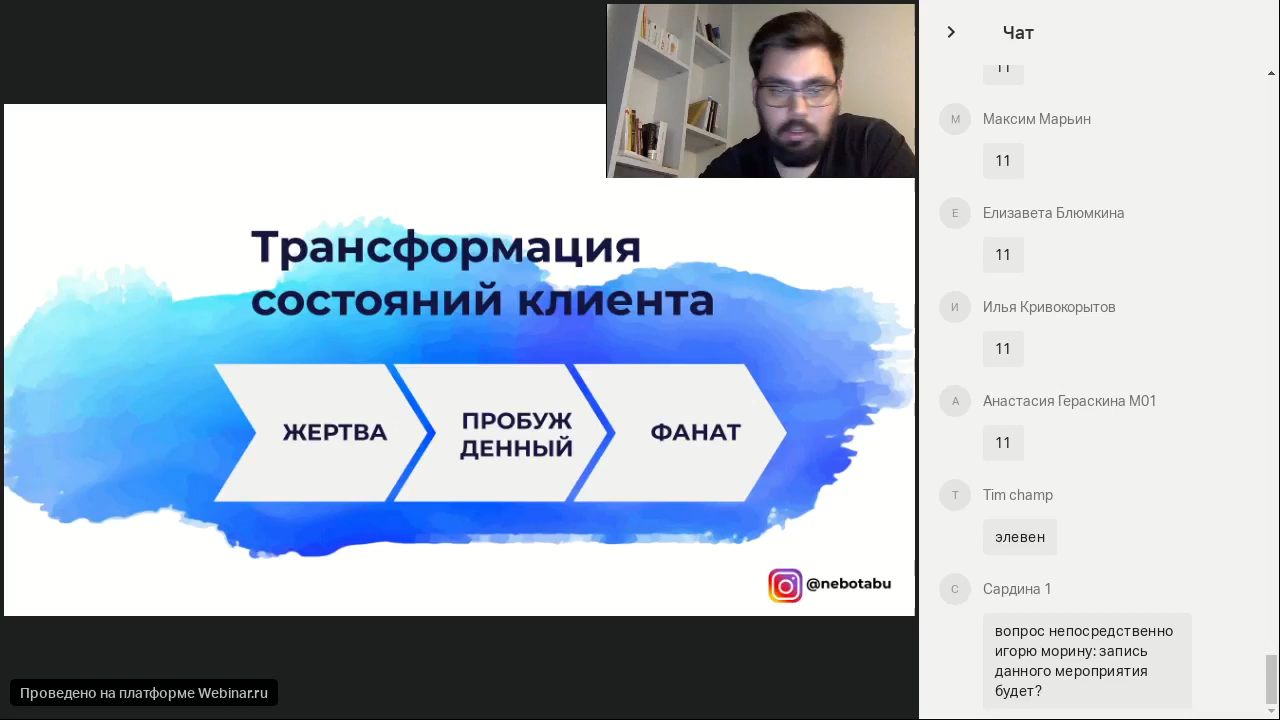 Трансформация
состояний клиента
ЖЕРТВА
ПРОБУЖ
ДЕННЫЙ
ФАНАТ
@nebotabu
Проведено на платформе Webinar.ru
Чат
11
М
Максим Марьин
11
Е
Елизавета Блюмкина
11
И
Илья Кривокорытов
11
А
Анастасия Гераскина М01
11
T
Tim champ
элевен
С
Сардина 1
вопрос непосредственно
игорю морину: запись
данного мероприятия
будет?